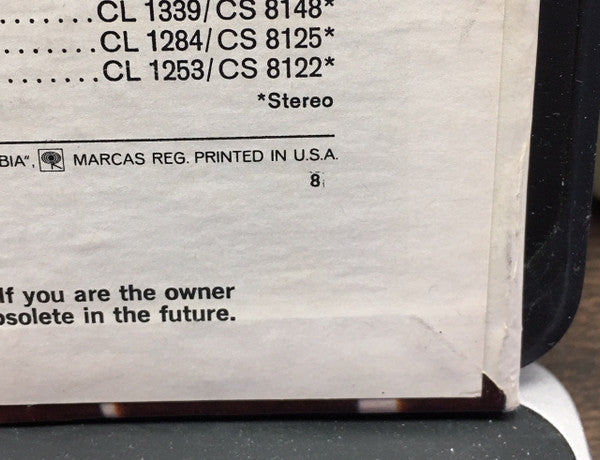 .......CL 1339/CS 8148*
.......CL 1284/CS 8125*
.......CL 1253/CS 8122*
*Stereo
BIA", MARCAS REG. PRINTED IN U.S.A.
8
If you are the owner
bsolete in the future.